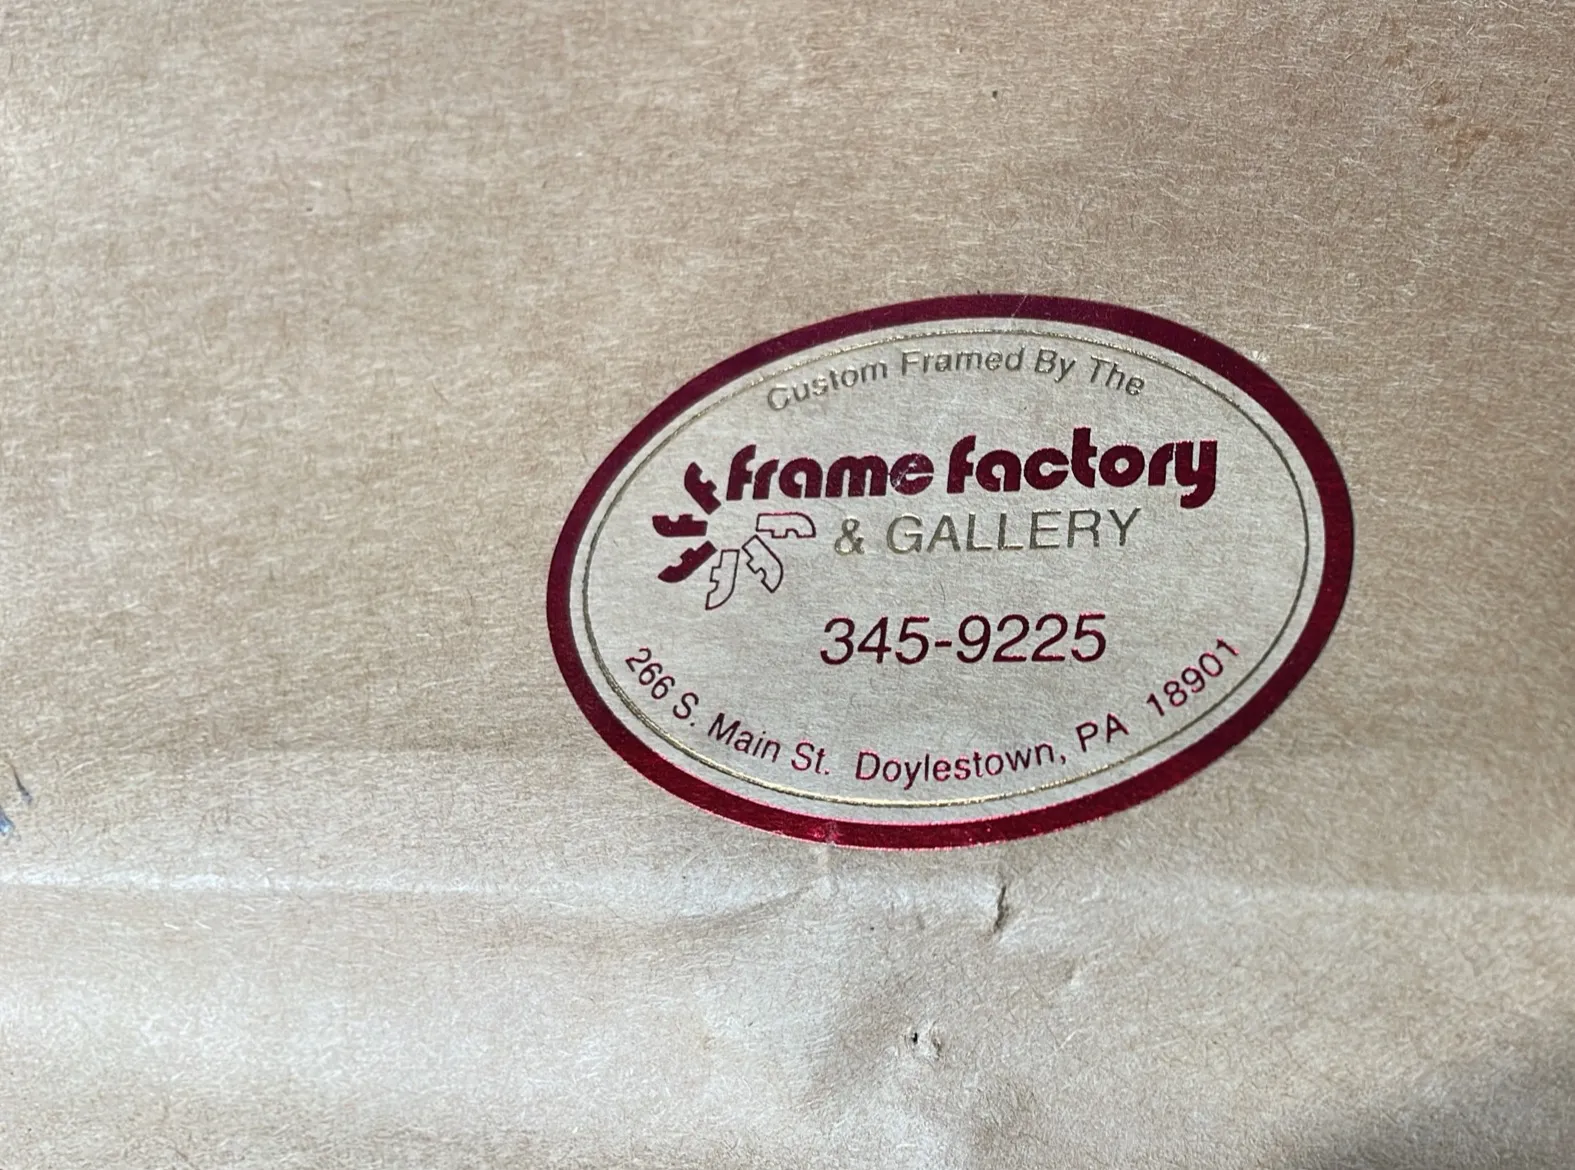 Custom Framed By The
frame factory
& GALLERY
345-9225
266 S. Main St. Doylestown, PA 18901